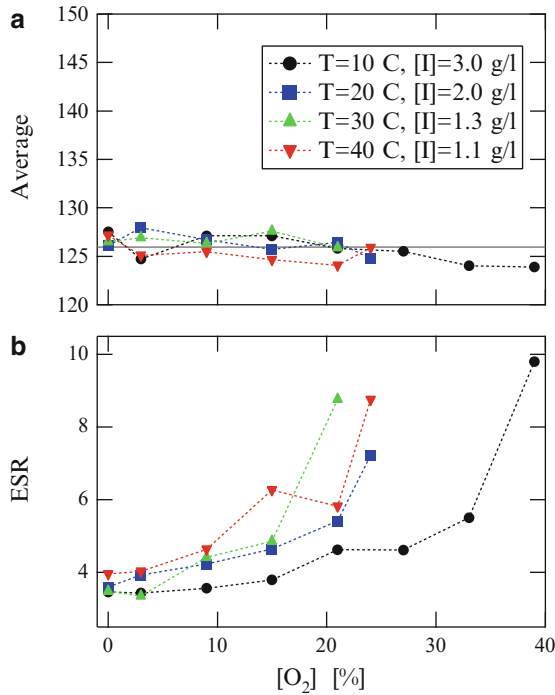 a
150
145
140
135
130
125
120
Average
T=10 C, [I]=3.0 g/l
T=20 C, [I]=2.0 g/l
T=30 C, [I]=1.3 g/l
T=40 C, [I]=1.1 g/l
b
10
8
6
4
ESR
0 10 20 30 40
[O₂] [%]